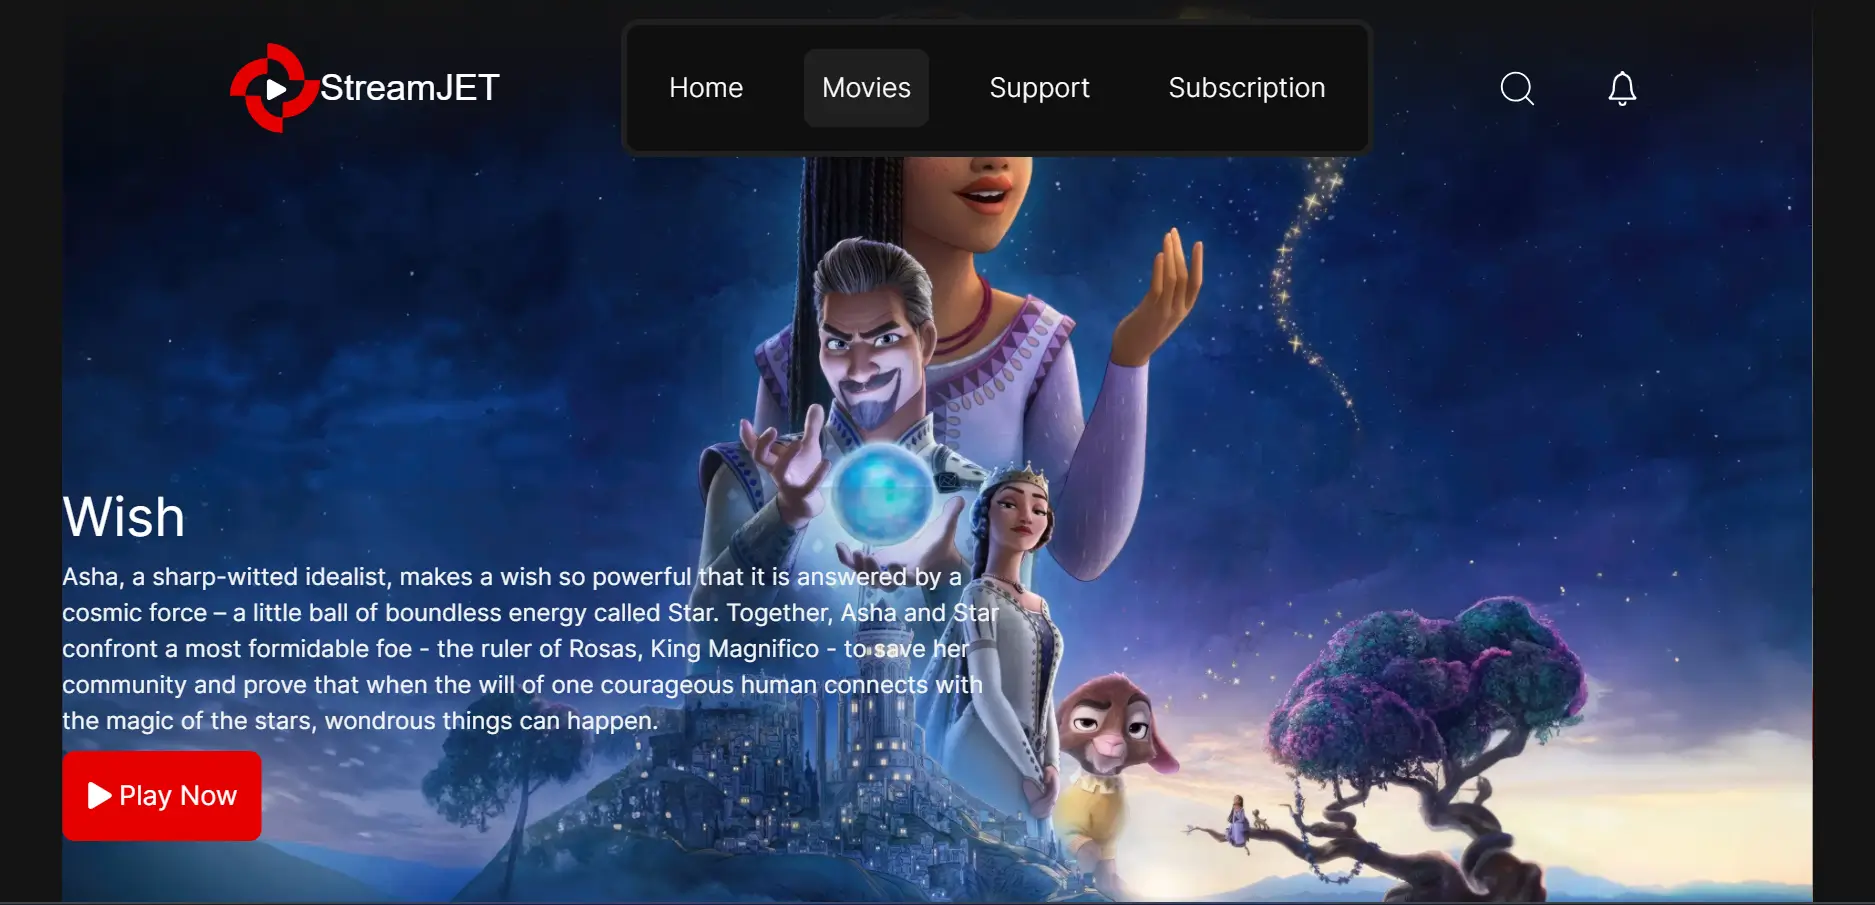 StreamJET
Home
Movies
Support
Subscription
Wish
Asha, a sharp-witted idealist, makes a wish so powerful that it is answered by a
cosmic force – a little ball of boundless energy called Star. Together, Asha and Star
confront a most formidable foe - the ruler of Rosas, King Magnifico - to save her
community and prove that when the will of one courageous human connects with
the magic of the stars, wondrous things can happen.
Play Now